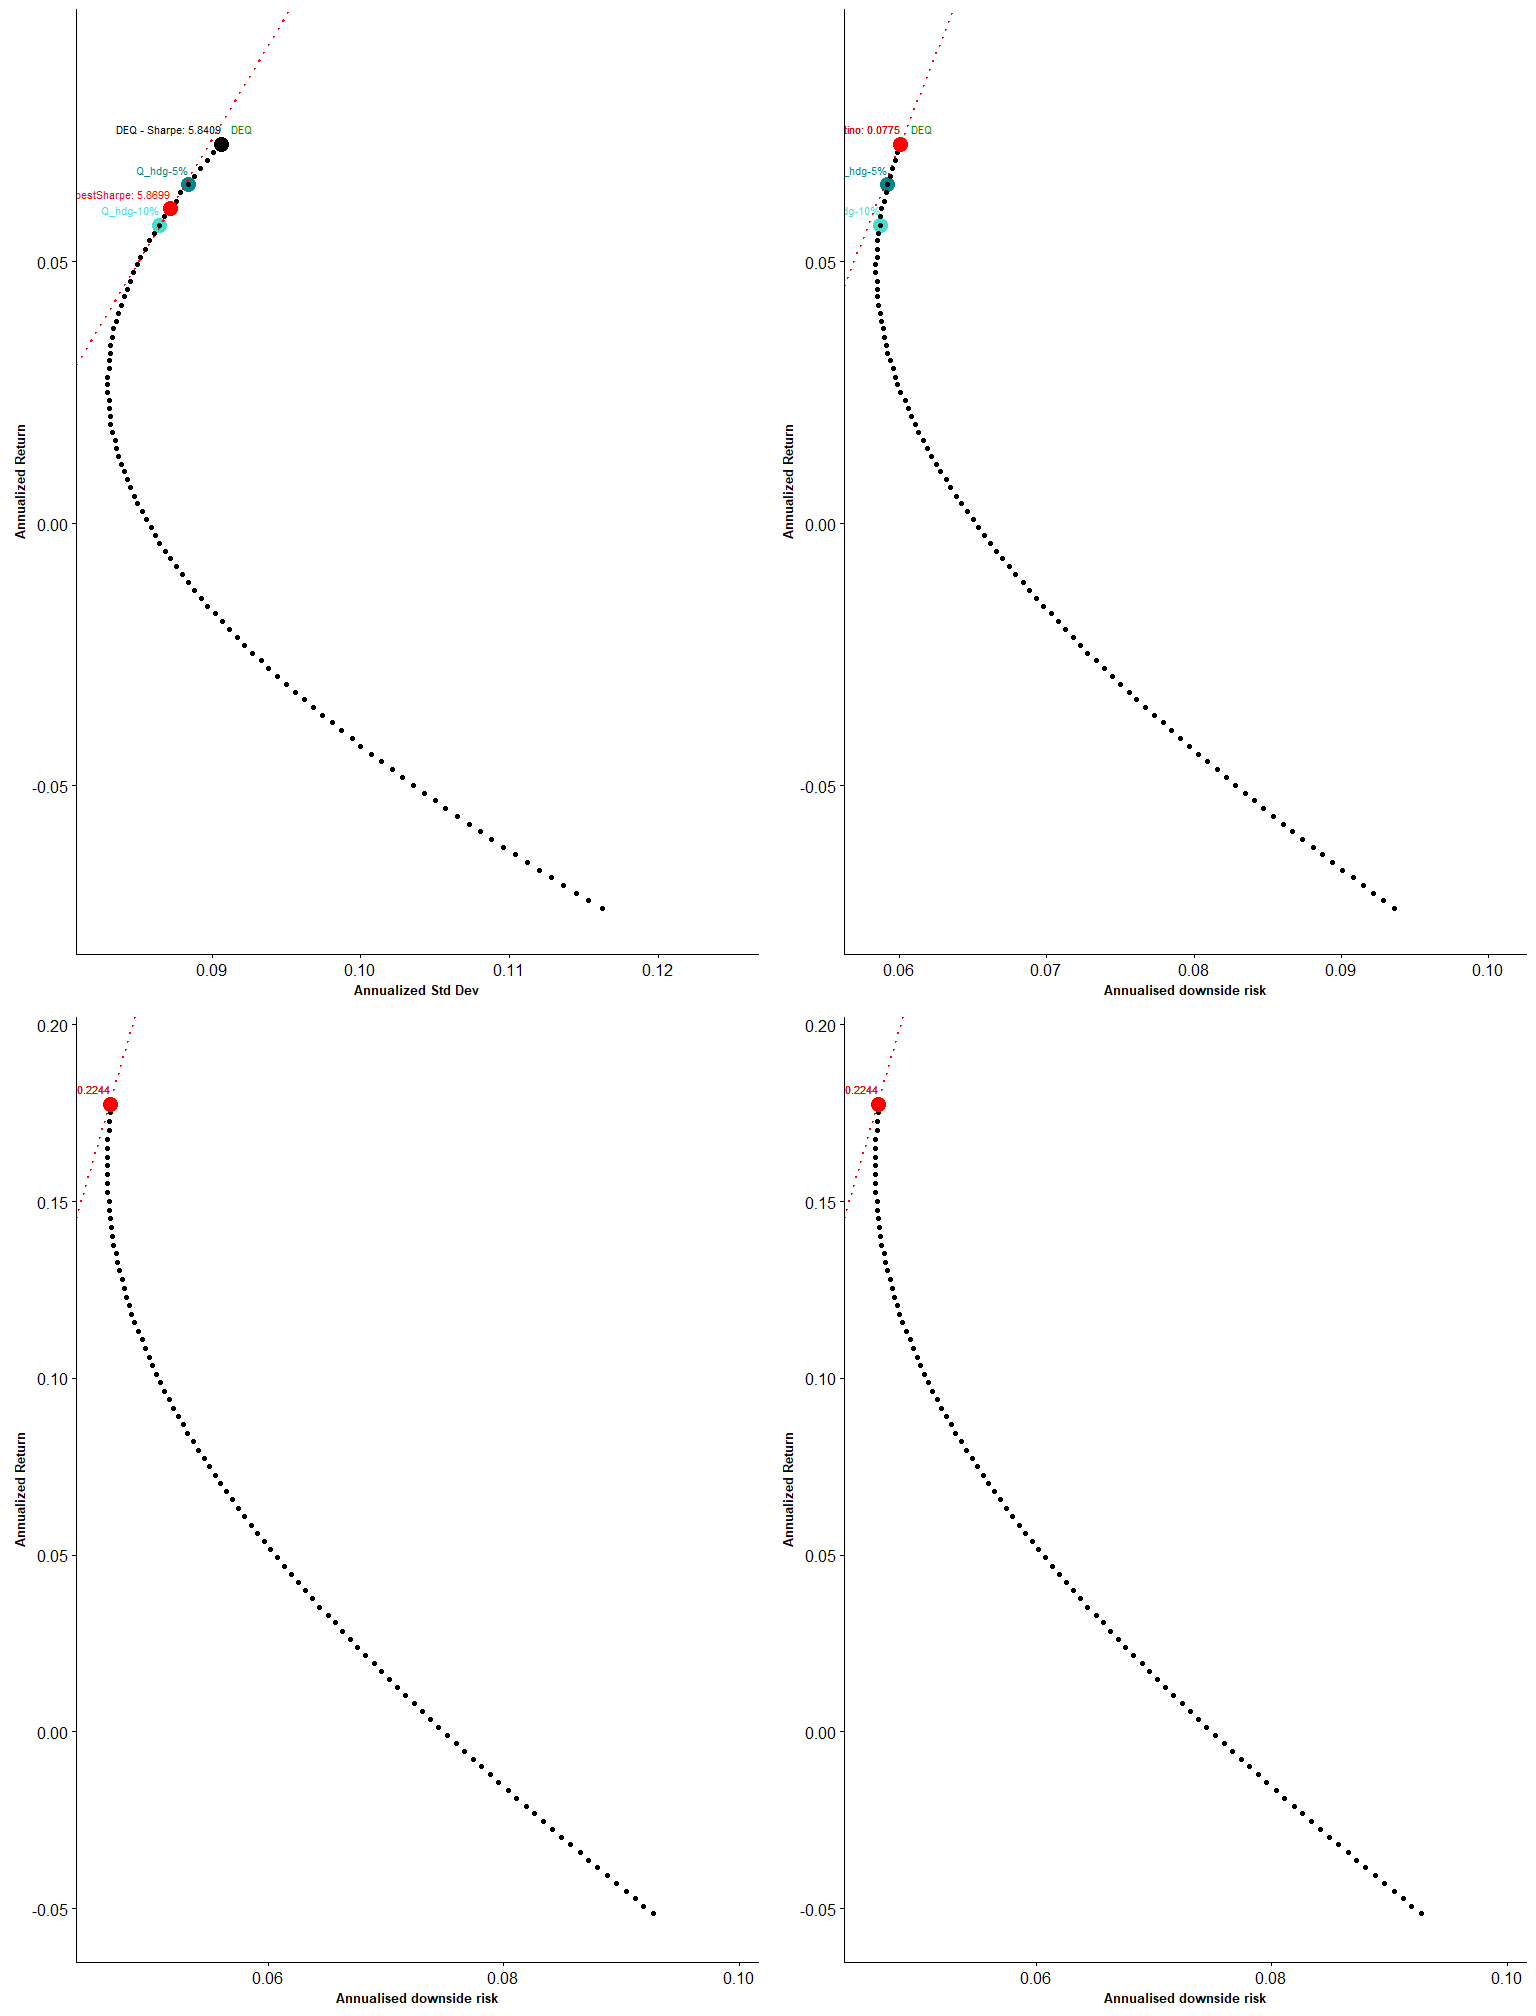 DEQ - Sharpe: 5.8409 DEQ
Q_hdg-5%
bestSharpe: 5.8699
Q_hdg-10%
0.05
0.00
-0.05
Annualized Return
0.09 0.10 0.11 0.12
Annualized Std Dev
tino: 0.0775 DEQ
_hdg-5%
dg-10%
0.05
0.00
-0.05
Annualized Return
0.06 0.07 0.08 0.09 0.10
Annualised downside risk
0.2244
0.20
0.15
0.10
0.05
0.00
-0.05
Annualized Return
0.06 0.08 0.10
Annualised downside risk
0.2244
0.20
0.15
0.10
0.05
0.00
-0.05
Annualized Return
0.06 0.08 0.10
Annualised downside risk